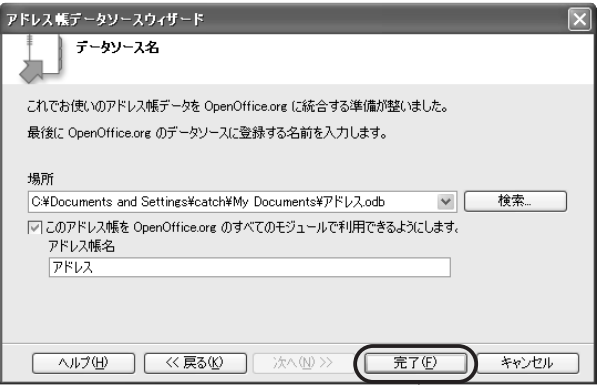 アドレス帳データソースウィザード
データソース名
これでお使いのアドレス帳データを OpenOffice.org に統合する準備が整いました。
最後に OpenOffice.org のデータソースに登録する名前を入力します。
場所
C:¥Documents and Settings¥catch¥My Documents¥アドレス.odb
検索...
このアドレス帳を OpenOffice.org のすべてのモジュールで利用できるようにします。
アドレス帳名
アドレス
ヘルプ(H)
<< 戻る(K)
次へ(N) >>
完了(F)
キャンセル